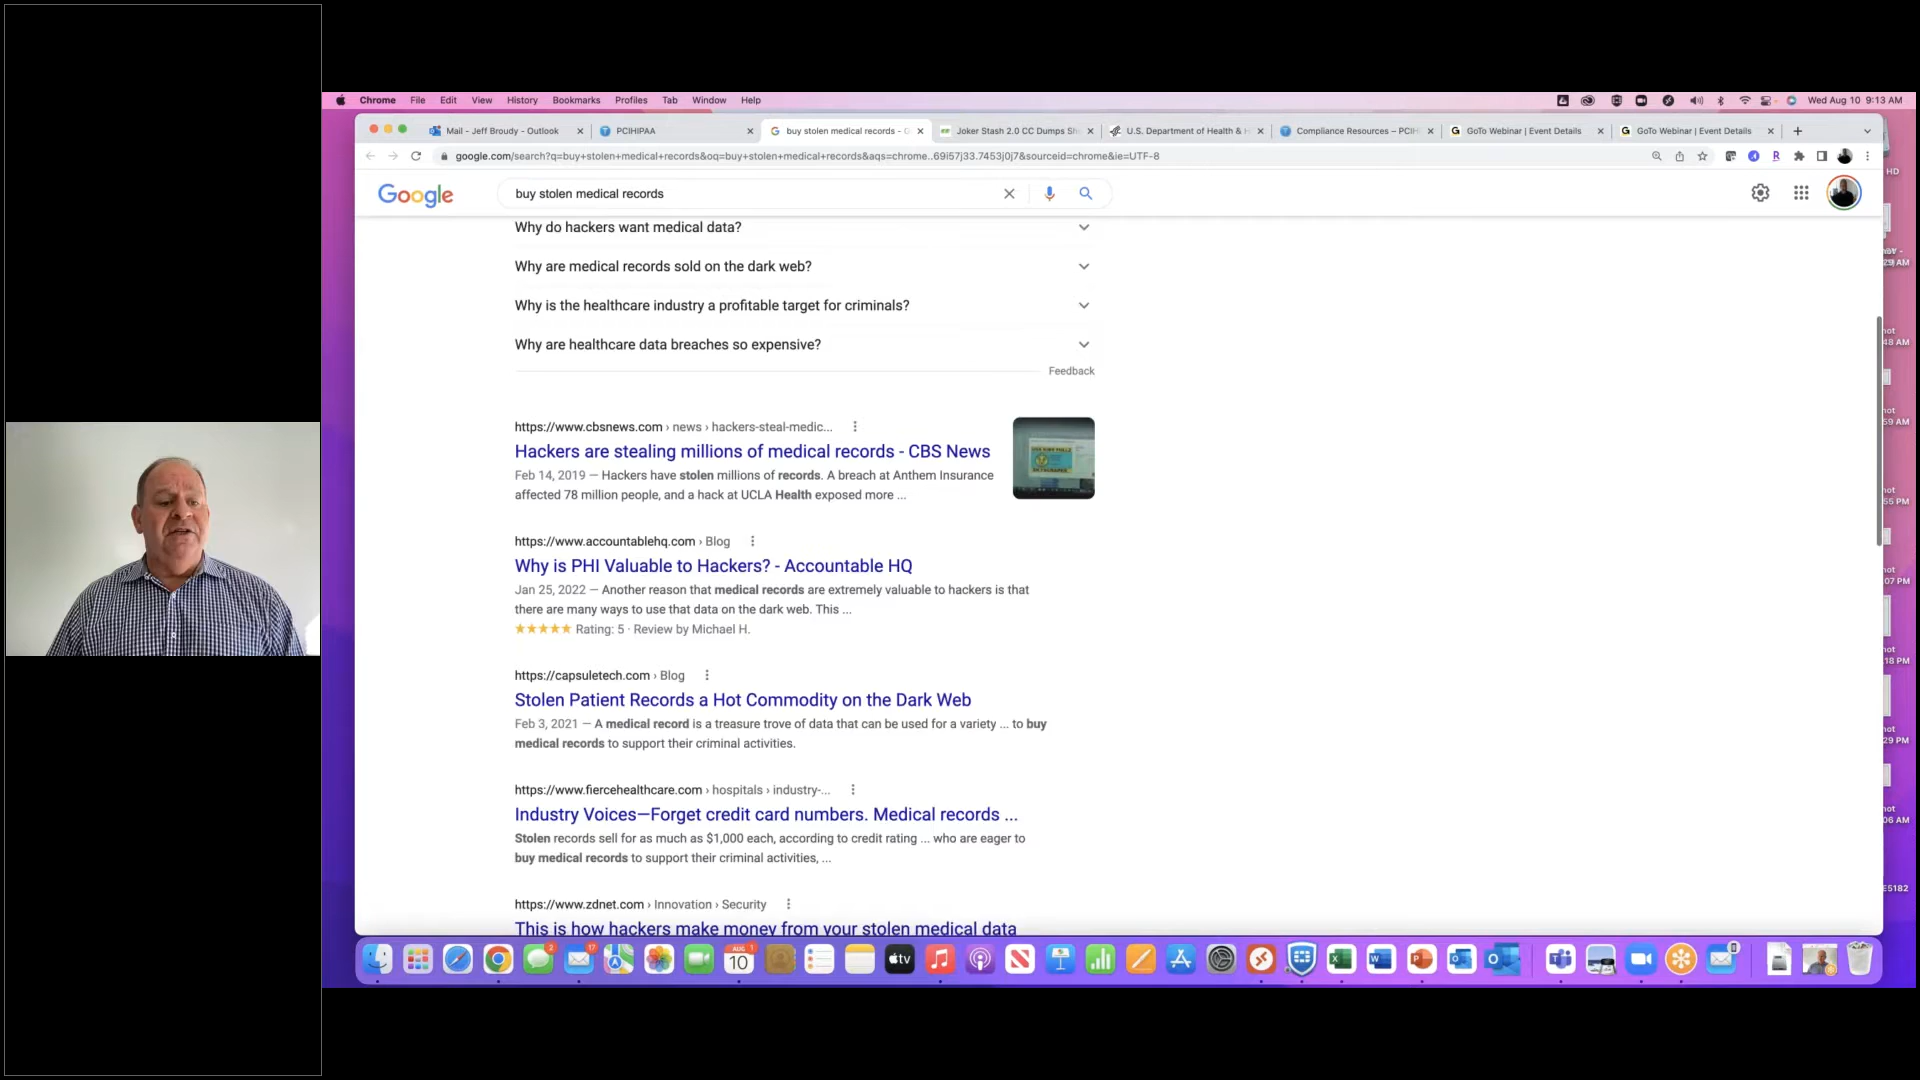 Chrome File Edit View History Bookmarks Profiles Tab Window Help Wed Aug 10 9:13 AM
Mail - Jeff Broudy - Outlook PCIHIPAA buy stolen medical records - G Joker Stash 2.0 CC Dumps Sh U.S. Department of Health & H Compliance Resources – PCIH GoTo Webinar | Event Details GoTo Webinar | Event Details
google.com/search?q=buy+stolen+medical+records&oq=buy+stolen+medical+records&aqs=chrome..69i57j33.7453j0j7&sourceid=chrome&ie=UTF-8
HD
Google buy stolen medical records
Why do hackers want medical data?
Why are medical records sold on the dark web?
Why is the healthcare industry a profitable target for criminals?
Why are healthcare data breaches so expensive?
Feedback
https://www.cbsnews.com › news › hackers-steal-medic...
Hackers are stealing millions of medical records - CBS News
Feb 14, 2019 — Hackers have stolen millions of records. A breach at Anthem Insurance
affected 78 million people, and a hack at UCLA Health exposed more ...
https://www.accountablehq.com › Blog
Why is PHI Valuable to Hackers? - Accountable HQ
Jan 25, 2022 — Another reason that medical records are extremely valuable to hackers is that
there are many ways to use that data on the dark web. This ...
Rating: 5 · Review by Michael H.
https://capsuletech.com › Blog
Stolen Patient Records a Hot Commodity on the Dark Web
Feb 3, 2021 — A medical record is a treasure trove of data that can be used for a variety ... to buy
medical records to support their criminal activities.
https://www.fiercehealthcare.com › hospitals › industry-...
Industry Voices—Forget credit card numbers. Medical records ...
Stolen records sell for as much as $1,000 each, according to credit rating ... who are eager to
buy medical records to support their criminal activities, ...
https://www.zdnet.com › Innovation › Security
This is how hackers make money from your stolen medical data
2 17 AUG 10 1 tv